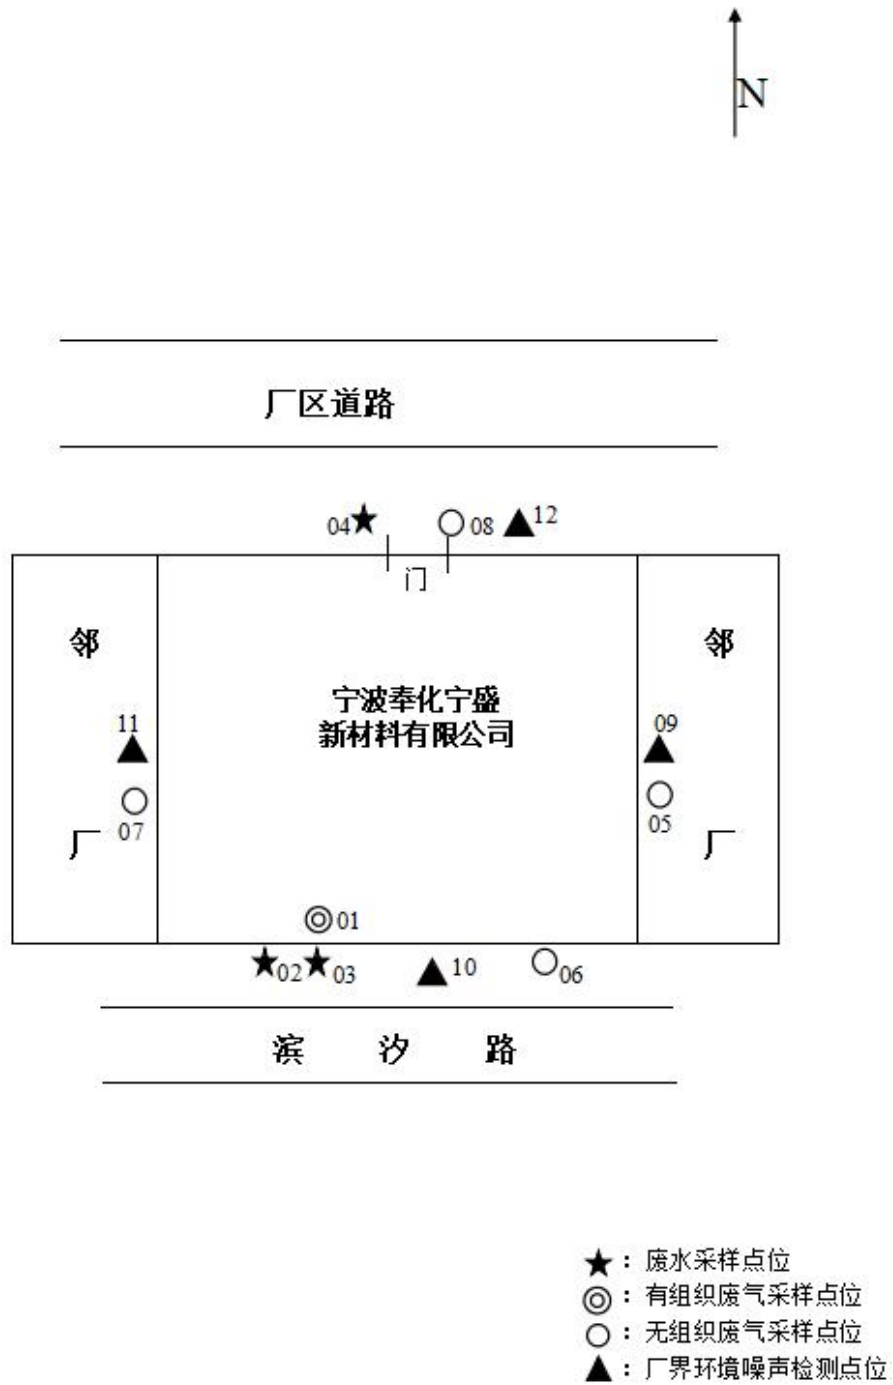 N
厂区道路
04 08 12
门
邻 邻
宁波奉化宁盛
新材料有限公司
11 09
07 05
厂 厂
01
02 03 10 06
滨 汐 路
★：废水采样点位
◎：有组织废气采样点位
○：无组织废气采样点位
▲：厂界环境噪声检测点位